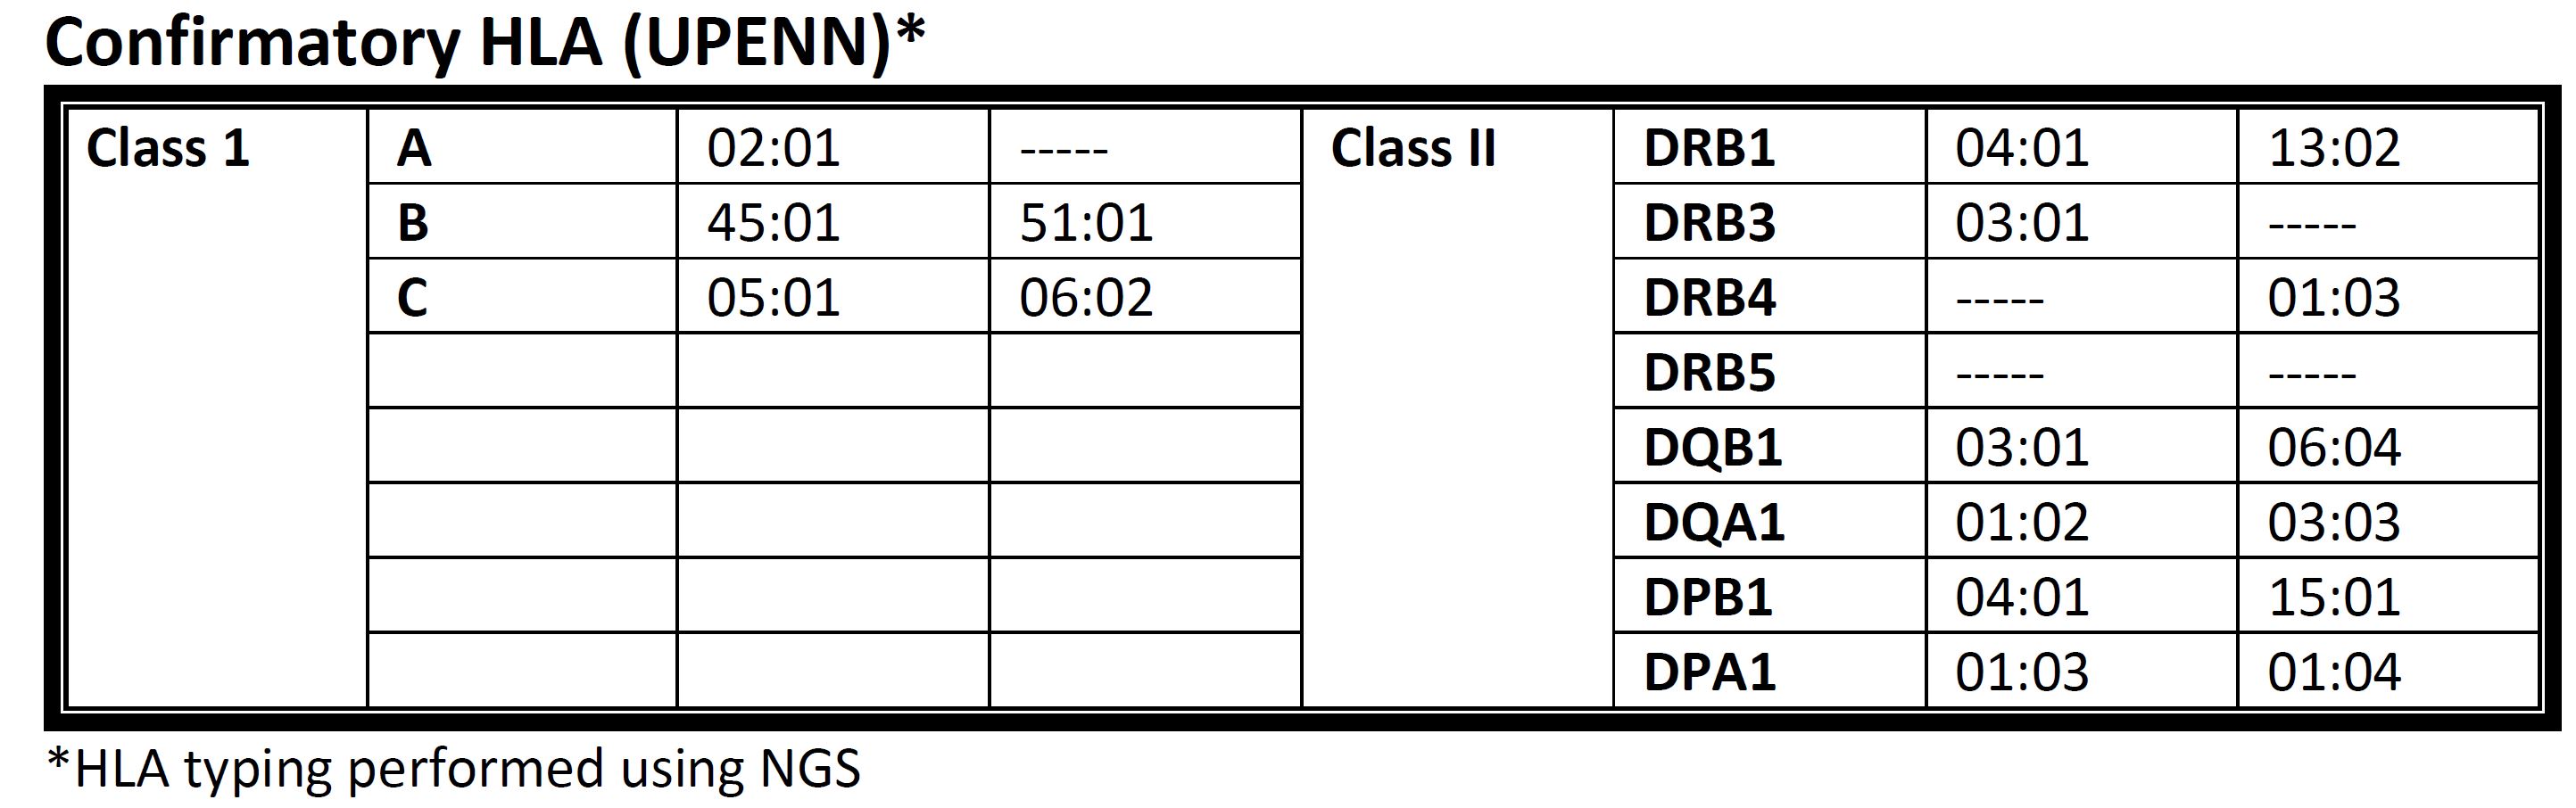 Confirmatory HLA (UPENN)*
Class 1 A 02:01 ----- Class II DRB1 04:01 13:02
B 45:01 51:01 DRB3 03:01 -----
C 05:01 06:02 DRB4 ----- 01:03
DRB5 ----- -----
DQB1 03:01 06:04
DQA1 01:02 03:03
DPB1 04:01 15:01
DPA1 01:03 01:04
*HLA typing performed using NGS